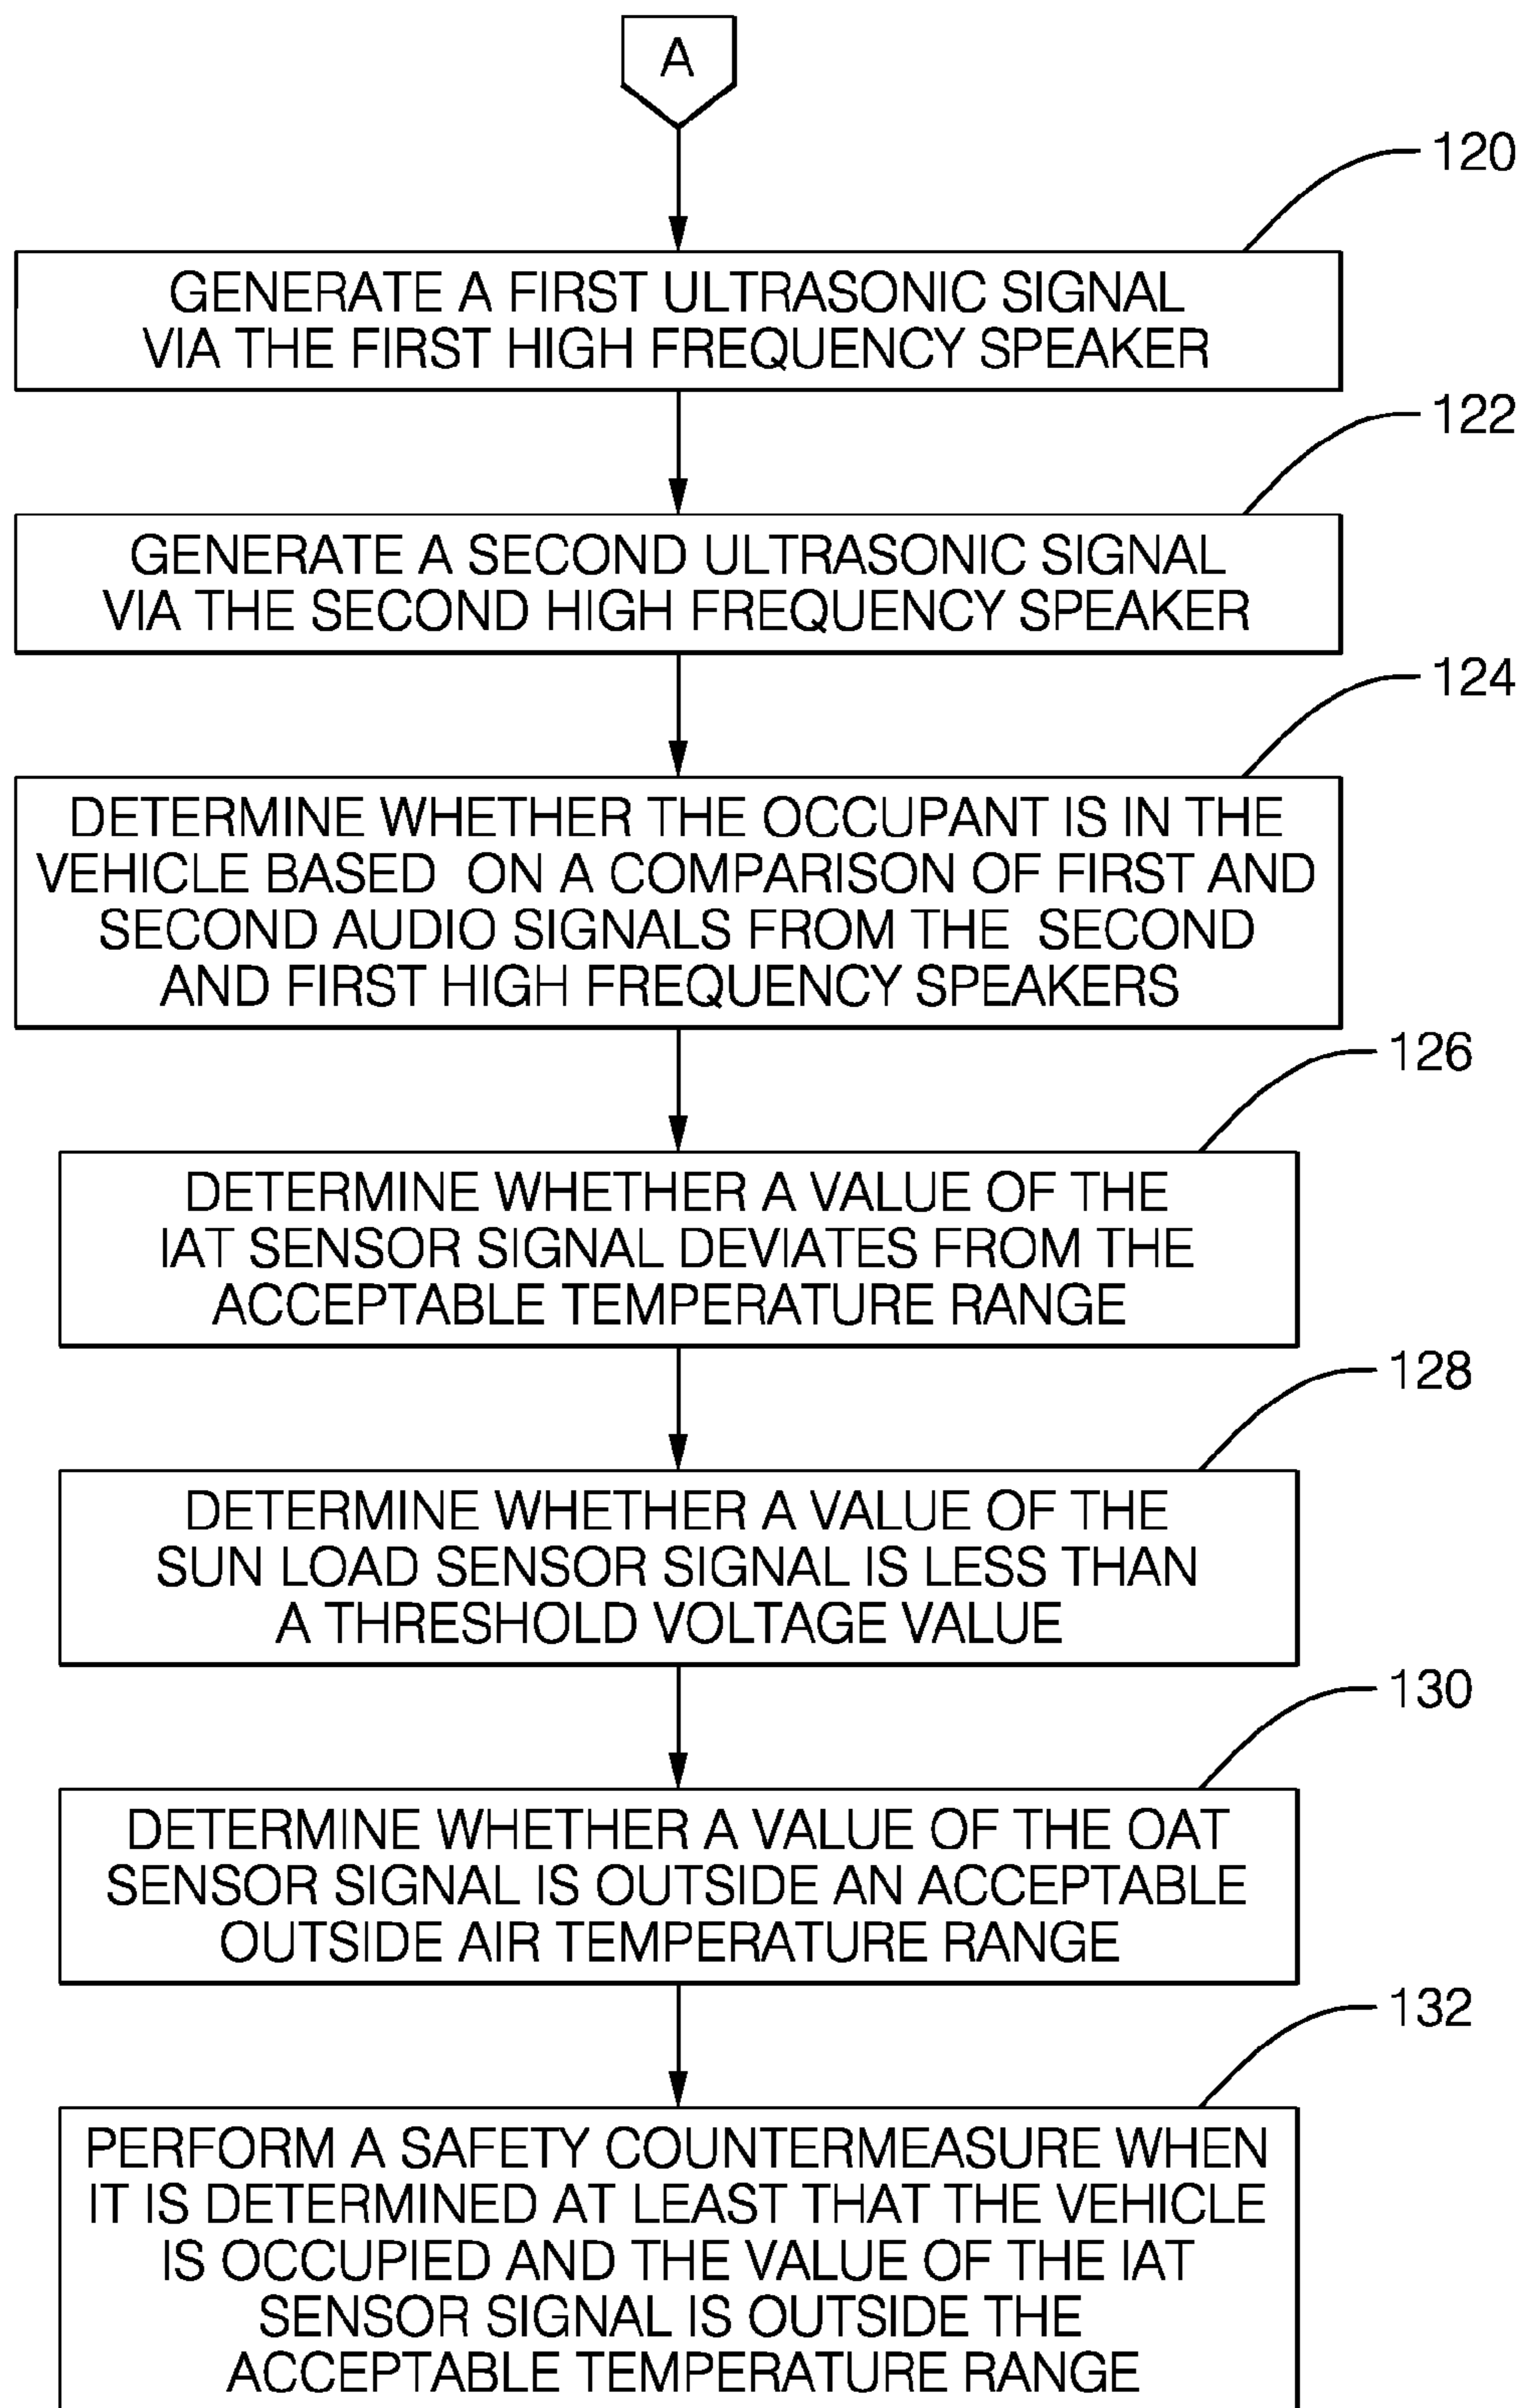 A
120
GENERATE A FIRST ULTRASONIC SIGNAL
VIA THE FIRST HIGH FREQUENCY SPEAKER
122
GENERATE A SECOND ULTRASONIC SIGNAL
VIA THE SECOND HIGH FREQUENCY SPEAKER
124
DETERMINE WHETHER THE OCCUPANT IS IN THE
VEHICLE BASED ON A COMPARISON OF FIRST AND
SECOND AUDIO SIGNALS FROM THE SECOND
AND FIRST HIGH FREQUENCY SPEAKERS
126
DETERMINE WHETHER A VALUE OF THE
IAT SENSOR SIGNAL DEVIATES FROM THE
ACCEPTABLE TEMPERATURE RANGE
128
DETERMINE WHETHER A VALUE OF THE
SUN LOAD SENSOR SIGNAL IS LESS THAN
A THRESHOLD VOLTAGE VALUE
130
DETERMINE WHETHER A VALUE OF THE OAT
SENSOR SIGNAL IS OUTSIDE AN ACCEPTABLE
OUTSIDE AIR TEMPERATURE RANGE
132
PERFORM A SAFETY COUNTERMEASURE WHEN
IT IS DETERMINED AT LEAST THAT THE VEHICLE
IS OCCUPIED AND THE VALUE OF THE IAT
SENSOR SIGNAL IS OUTSIDE THE
ACCEPTABLE TEMPERATURE RANGE